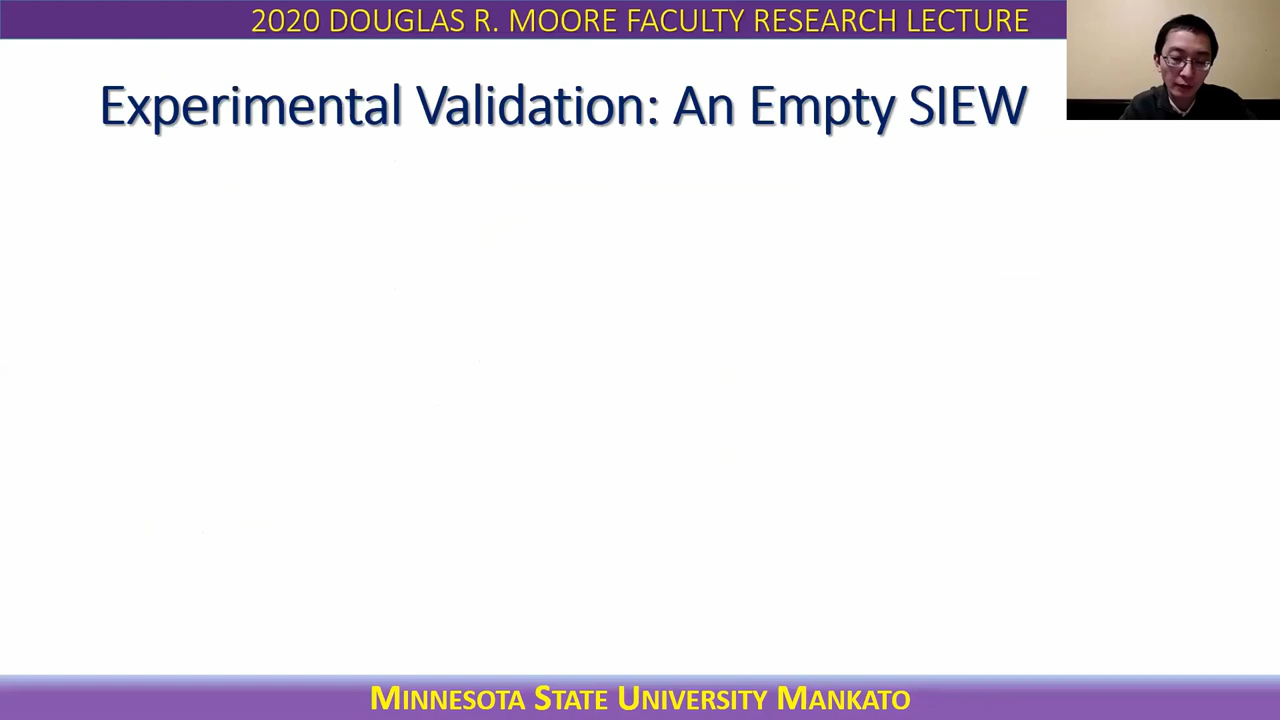 2020 DOUGLAS R. MOORE FACULTY RESEARCH LECTURE
Experimental Validation: An Empty SIEW
MINNESOTA STATE UNIVERSITY MANKATO